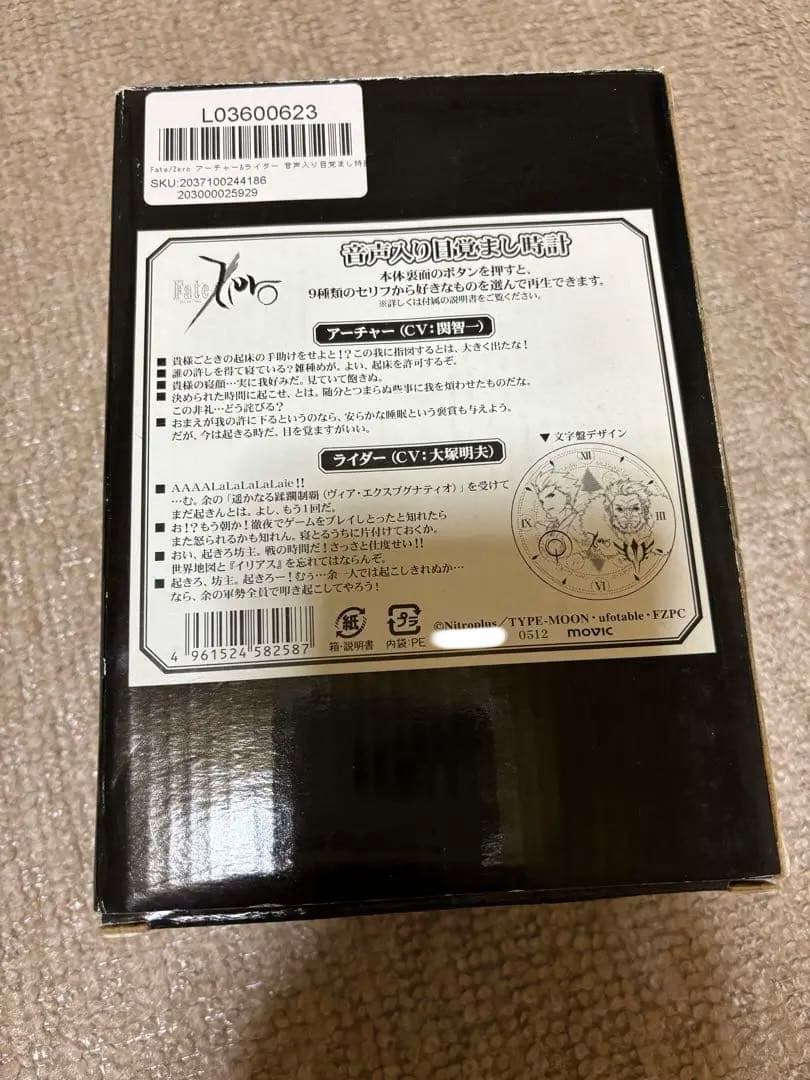 L03600623
Fate/Zero アーチャー&ライダー 音声入り目覚まし時
SKU:2037100244186
203000025929
Fate Zero
音声入り目覚まし時計
本体裏面のボタンを押すと、
9種類のセリフから好きなものを選んで再生できます。
※詳しくは付属の説明書をご覧ください。
アーチャー(CV:関智一)
■ 貴様ごときの起床の手助けをせよと!?この我に指図するとは、大きく出たな!
■ 誰の許しを得て寝ている?雑種めが。よい、起床を許可するぞ。
■ 貴様の寝顔…実に我好みだ。見ていて飽きぬ。
■ 決められた時間に起こせ、とは。随分とつまらぬ些事に我を煩わせたものだな。
この非礼…どう詫びる?
■ おまえが我の許に下るというのなら、安らかな睡眠という褒賞も与えよう。
だが、今は起きる時だ。目を覚ますがいい。
ライダー(CV:大塚明夫)
■ AAAALaLaLaLaLaie!!
…む。余の「遥かなる蹂躙制覇(ヴィア・エクスプグナティオ)」を受けて
まだ起きんとは。よし、もう1回だ。
■ お!?もう朝か!徹夜でゲームをプレイしとったと知れたら
また怒られるかも知れん。寝とるうちに片付けておくか。
■ おい、起きろ坊主。戦の時間だ!さっさと仕度せい!!
世界地図と『イリアス』を忘れてはならんぞ。
■ 起きろ、坊主。起きろー!むぅ…余一人では起こしきれぬか…
なら、余の軍勢全員で叩き起こしてやろう!
▼文字盤デザイン
XII
III
VI
IX
Zero
4 961524 582587
紙
箱・説明書
プラ
内袋:PE
©Nitroplus/TYPE-MOON・ufotable・FZPC
0512 movic